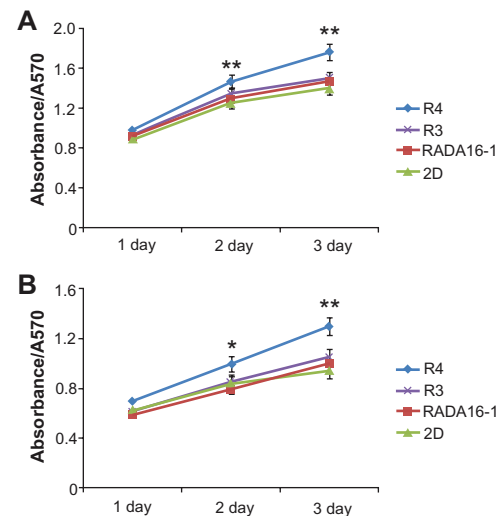 A
Absorbance/A570
2.0
1.6
1.2
0.8
0.4
0
**
**
1 day
2 day
3 day
R4
R3
RADA16-1
2D
B
Absorbance/A570
1.6
1.2
0.8
0.4
0
*
**
1 day
2 day
3 day
R4
R3
RADA16-1
2D